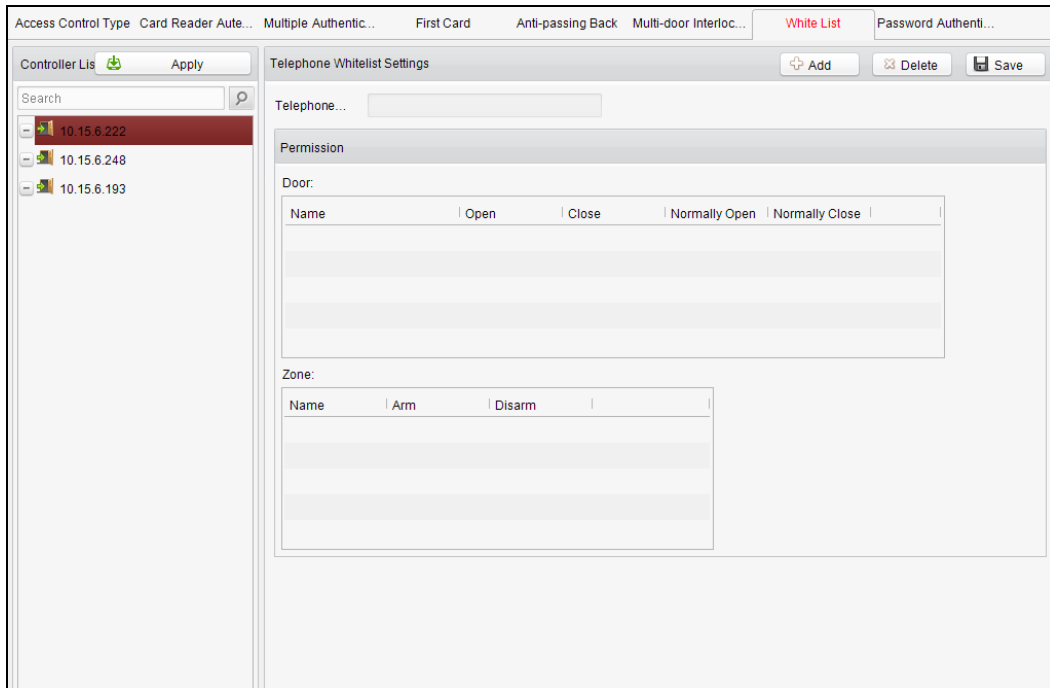 Access Control Type Card Reader Aute... Multiple Authentic... First Card Anti-passing Back Multi-door Interloc... White List Password Authenti...
Controller Lis Apply
Search
10.15.6.222
10.15.6.248
10.15.6.193
Telephone Whitelist Settings Add Delete Save
Telephone...
Permission
Door:
Name Open Close Normally Open Normally Close
Zone:
Name Arm Disarm